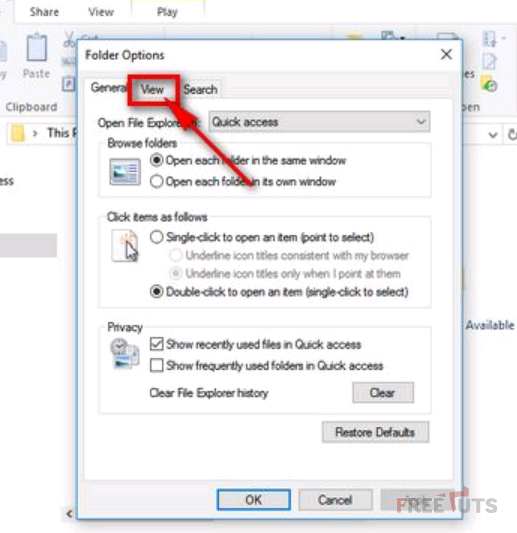 Share View Play
Paste
Clipboard
Folder Options
General View Search
Open File Explorer Quick access
Browse folders
Open each folder in the same window
Open each folder in its own window
Click items as follows
Single-click to open an item (point to select)
Underline icon titles consistent with my browser
Underline icon titles only when I point at them
Double-click to open an item (single-click to select)
Privacy
Show recently used files in Quick access
Show frequently used folders in Quick access
Clear File Explorer history Clear
Restore Defaults
Available
OK Cancel
FREETUTS